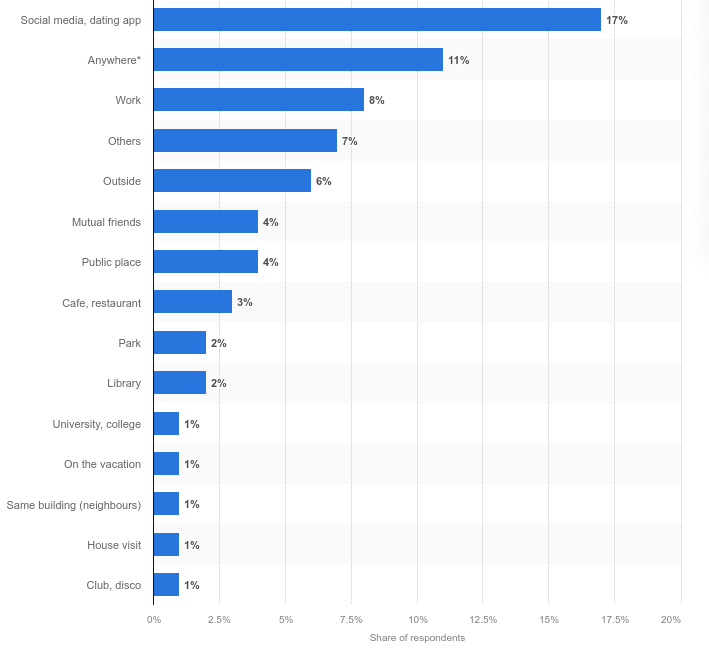 Social media, dating app 17%
Anywhere* 11%
Work 8%
Others 7%
Outside 6%
Mutual friends 4%
Public place 4%
Cafe, restaurant 3%
Park 2%
Library 2%
University, college 1%
On the vacation 1%
Same building (neighbours) 1%
House visit 1%
Club, disco 1%
0% 2.5% 5% 7.5% 10% 12.5% 15% 17.5% 20%
Share of respondents